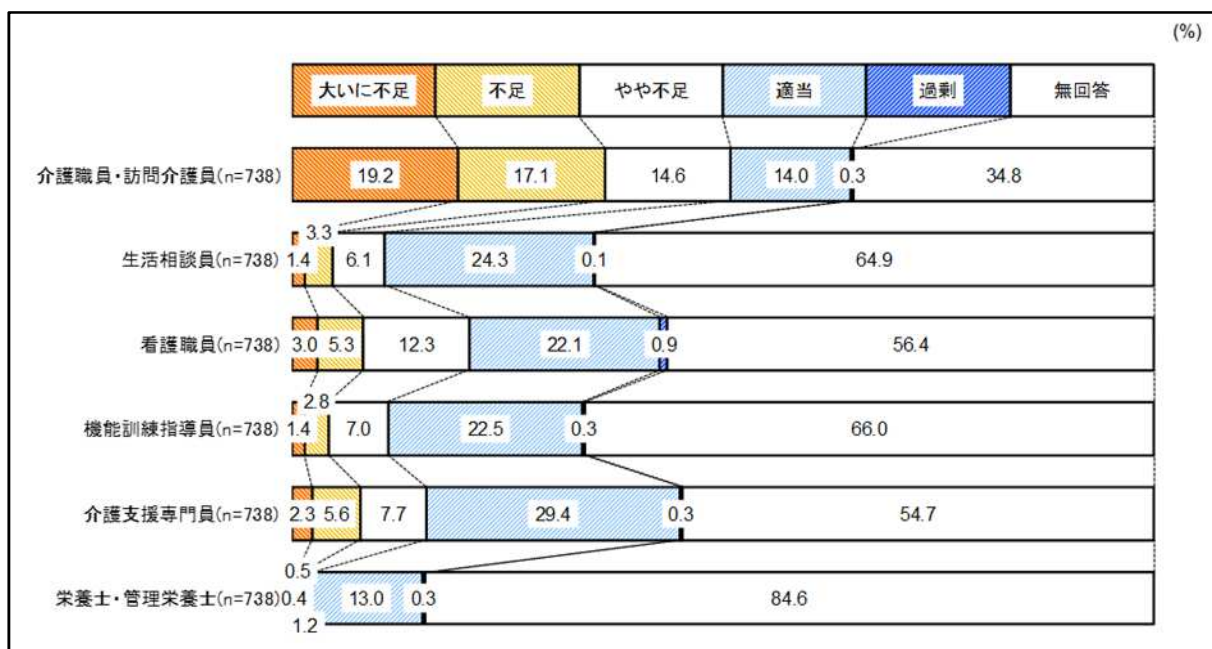 (%)
大いに不足 不足 やや不足 適当 過剰 無回答
介護職員・訪問介護員(n=738) 19.2 17.1 14.6 14.0 0.3 34.8
3.3
生活相談員(n=738) 1.4 6.1 24.3 0.1 64.9
看護職員(n=738) 3.0 5.3 12.3 22.1 0.9 56.4
2.8
機能訓練指導員(n=738) 1.4 7.0 22.5 0.3 66.0
介護支援専門員(n=738) 2.3 5.6 7.7 29.4 0.3 54.7
0.5
栄養士・管理栄養士(n=738) 0.4 13.0 0.3 84.6
1.2